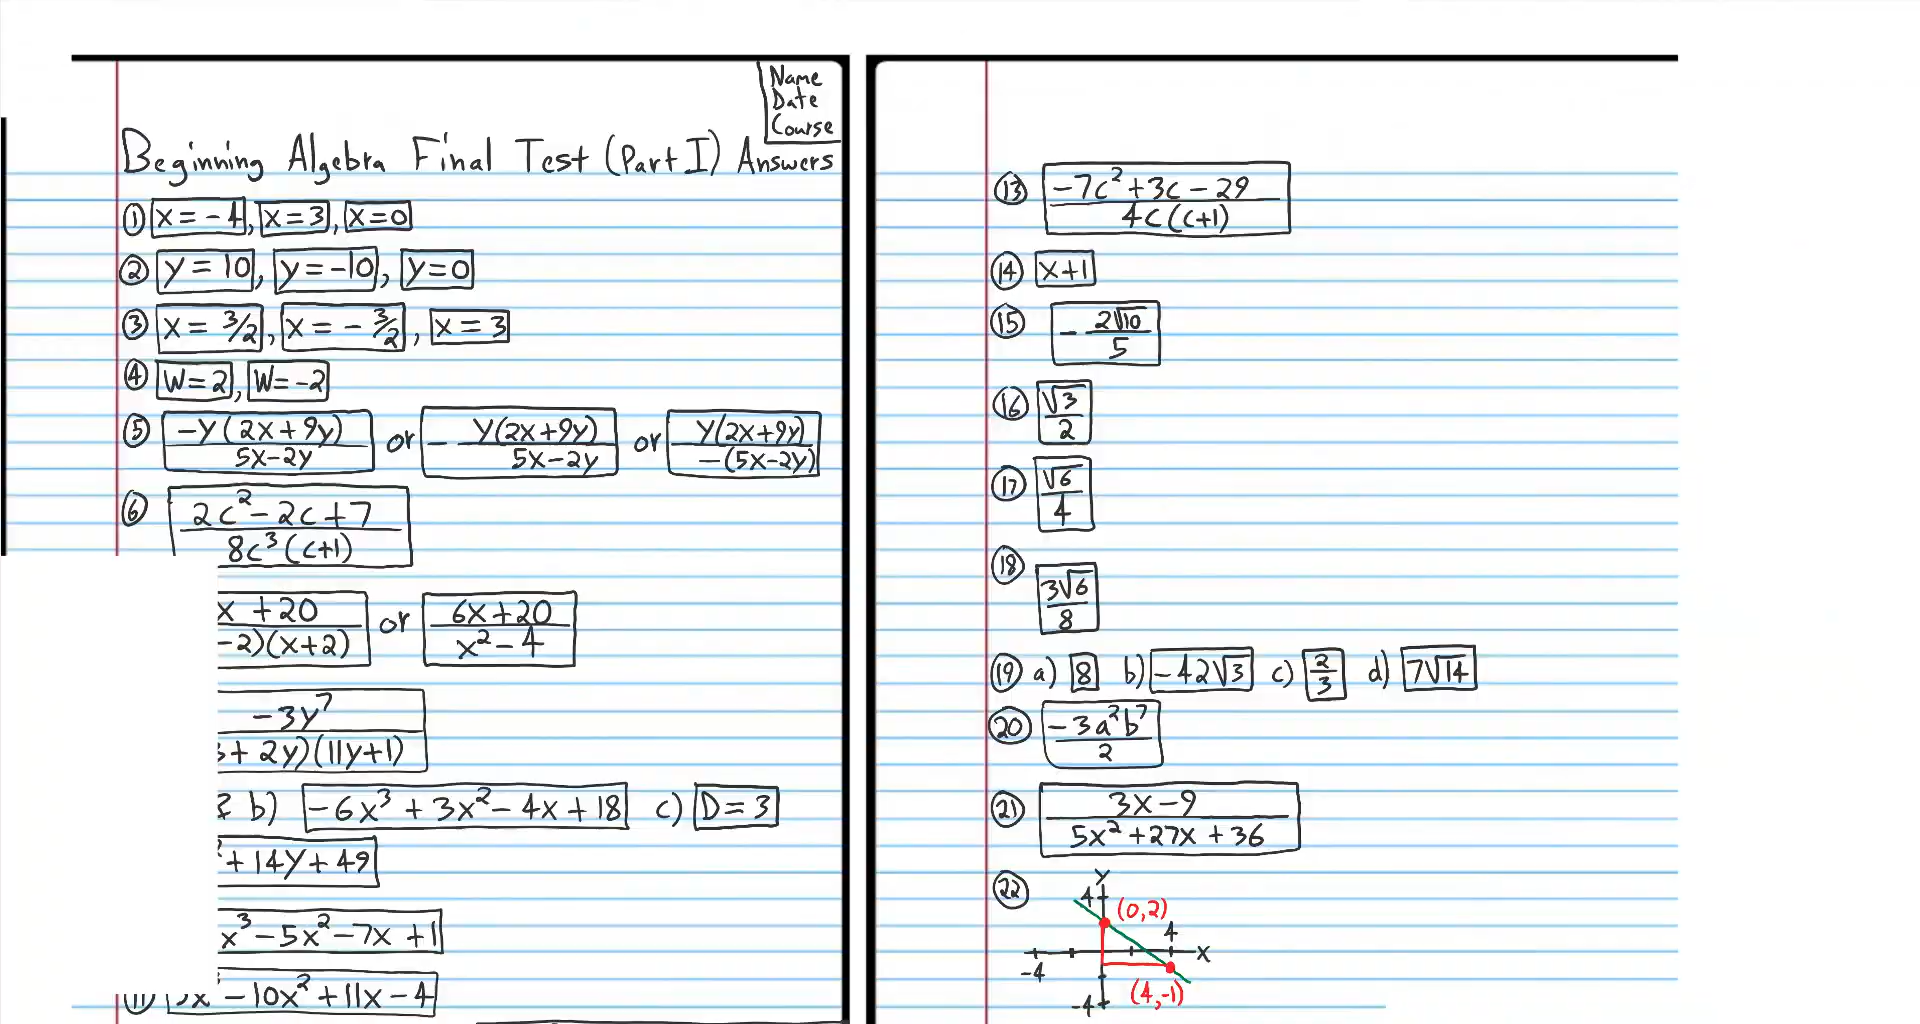 Name
Date
Course
Beginning Algebra Final Test (Part I) Answers
① x = -4, x = 3, x = 0
② y = 10, y = -10, y = 0
③ x = 3/2, x = - 3/2, x = 3
④ W = 2, W = -2
⑤ -y(2x+9y)/5x-2y or - y(2x+9y)/5x-2y or y(2x+9y)/-(5x-2y)
⑥ 2c² - 2c + 7/8c³(c+1)
x + 20/-2)(x+2) or 6x+20/x² - 4
-3y⁷/+ 2y)(11y+1)
b) -6x³ + 3x² - 4x + 18 c) D = 3
+ 14y + 49
x³ - 5x² - 7x + 1
x - 10x² + 11x - 4
⑬ -7c² + 3c - 29/4c(c+1)
⑭ x+1
⑮ - 2√10/5
⑯ √3/2
⑰ √6/4
⑱ 3√6/8
⑲ a) 8 b) -42√3 c) 2/3 d) 7√14
⑳ -3a²b⁷/2
㉑ 3x - 9/5x² + 27x + 36
㉒
y
4
(0,2)
4
x
-4
(4,-1)
-4